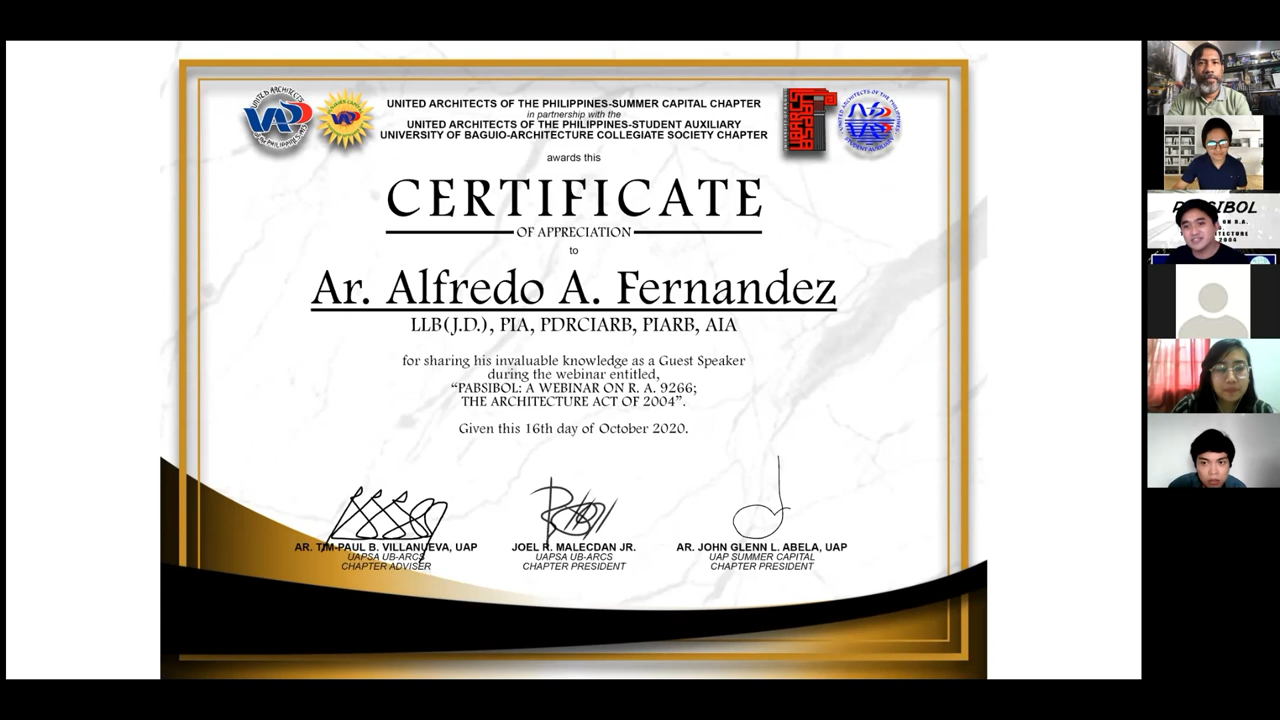 UNITED ARCHITECTS OF THE PHILIPPINES-SUMMER CAPITAL CHAPTER
in partnership with the
UNITED ARCHITECTS OF THE PHILIPPINES-STUDENT AUXILIARY
UNIVERSITY OF BAGUIO-ARCHITECTURE COLLEGIATE SOCIETY CHAPTER
awards this
CERTIFICATE
OF APPRECIATION
to
Ar. Alfredo A. Fernandez
LLB(J.D.), PIA, PDRCIARB, PIARB, AIA
for sharing his invaluable knowledge as a Guest Speaker
during the webinar entitled,
“PABSIBOL: A WEBINAR ON R. A. 9266;
THE ARCHITECTURE ACT OF 2004”.
Given this 16th day of October 2020.
AR. TIM-PAUL B. VILLANUEVA, UAP
UAPSA UB-ARCS
CHAPTER ADVISER
JOEL R. MALECDAN JR.
UAPSA UB-ARCS
CHAPTER PRESIDENT
AR. JOHN GLENN L. ABELA, UAP
UAP SUMMER CAPITAL
CHAPTER PRESIDENT